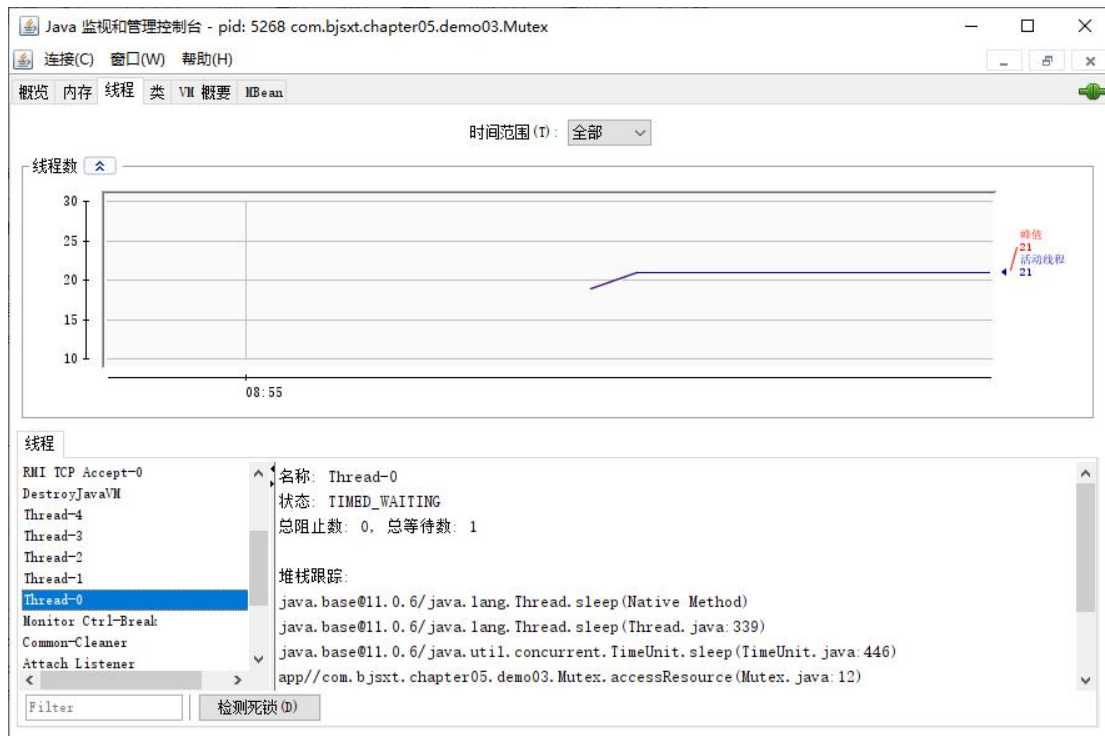 Java 监视和管理控制台 - pid: 5268 com.bjsxt.chapter05.demo03.Mutex
连接(C) 窗口(W) 帮助(H)
概览 内存 线程 类 VM 概要 MBean
时间范围(T): 全部
线程数
30
25
20
15
10
08:55
峰值
21
活动线程
21
线程
RMI TCP Accept-0
DestroyJavaVM
Thread-4
Thread-3
Thread-2
Thread-1
Thread-0
Monitor Ctrl-Break
Common-Cleaner
Attach Listener
Filter
检测死锁(D)
名称: Thread-0
状态: TIMED_WAITING
总阻止数: 0, 总等待数: 1
堆栈跟踪:
java.base@11.0.6/java.lang.Thread.sleep(Native Method)
java.base@11.0.6/java.lang.Thread.sleep(Thread.java:339)
java.base@11.0.6/java.util.concurrent.TimeUnit.sleep(TimeUnit.java:446)
app//com.bjsxt.chapter05.demo03.Mutex.accessResource(Mutex.java:12)